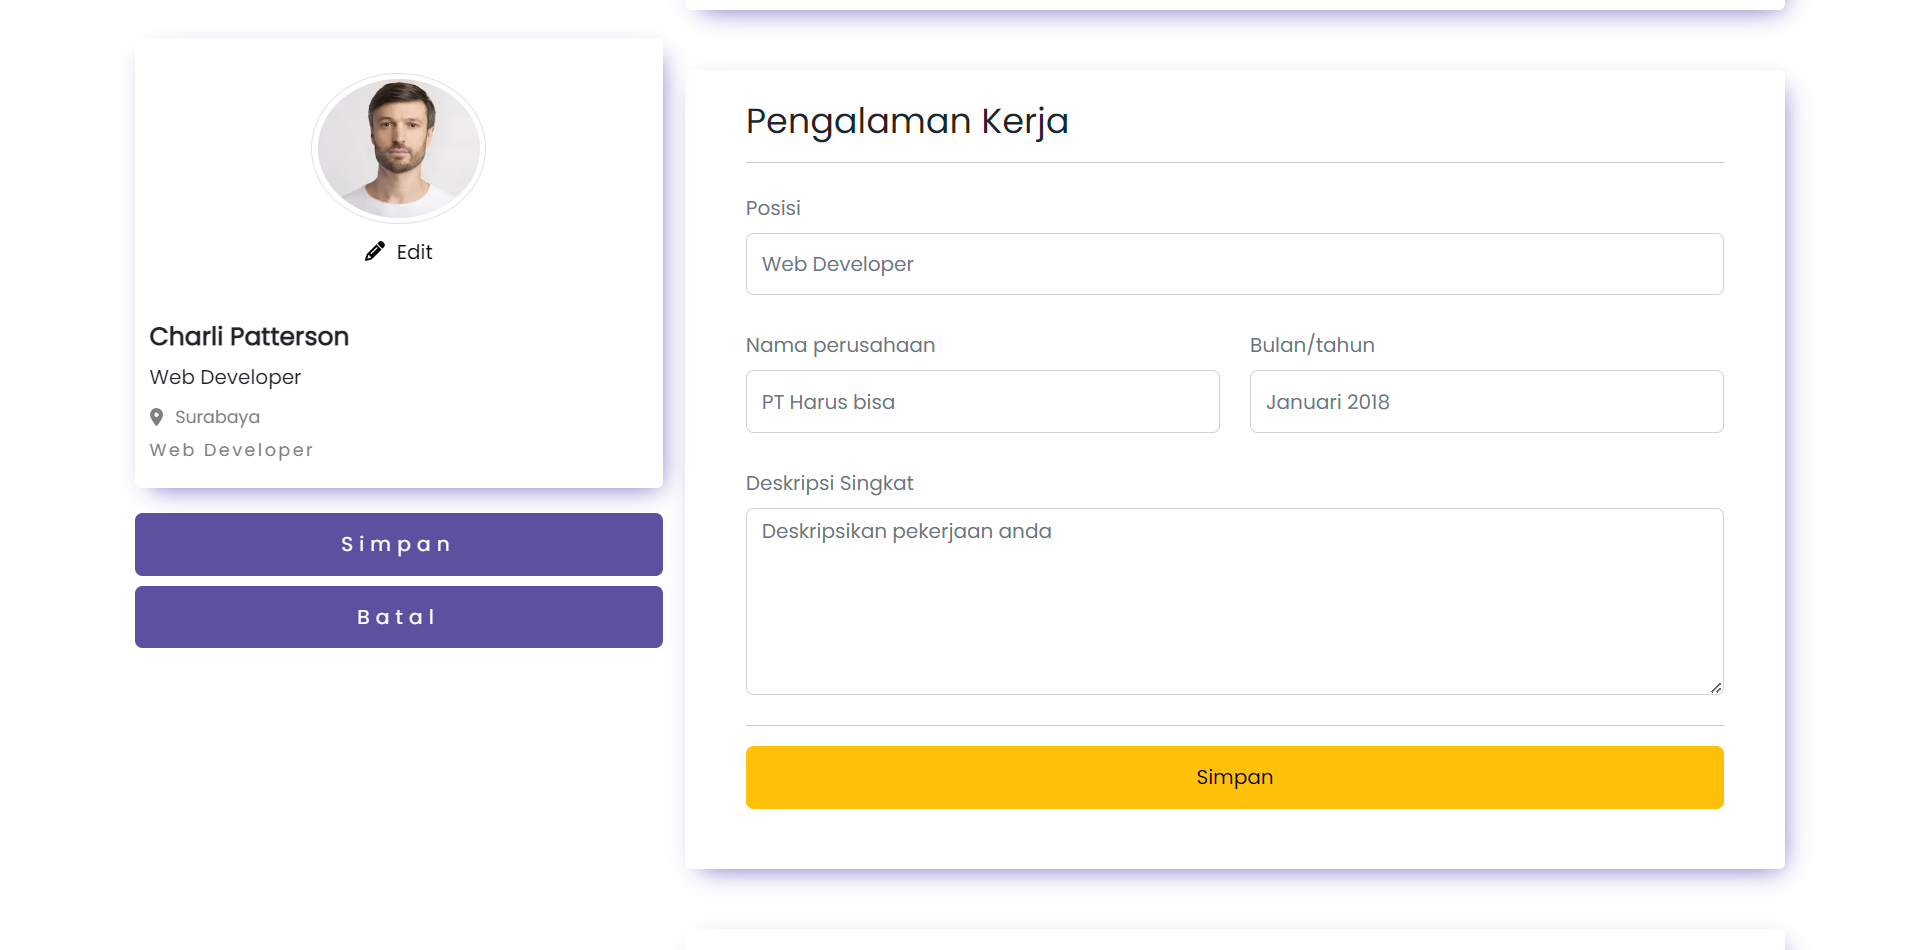 Edit
Charli Patterson
Web Developer
Surabaya
Web Developer
Simpan
Batal
Pengalaman Kerja
Posisi
Web Developer
Nama perusahaan
Bulan/tahun
PT Harus bisa
Januari 2018
Deskripsi Singkat
Deskripsikan pekerjaan anda
Simpan